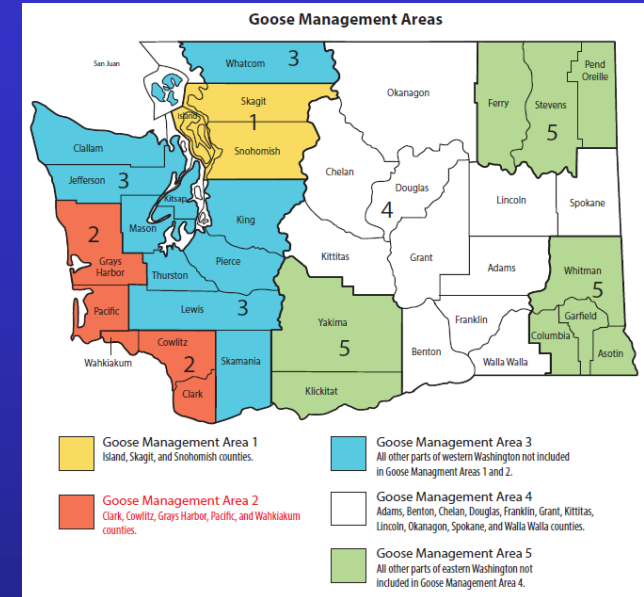 Goose Management Areas
San Juan
Whatcom
3
Skagit
Island
1
Snohomish
Okanagon
Ferry
Stevens
5
Pend
Oreille
Clallam
Jefferson
3
Kitsap
Mason
King
Chelan
Douglas
4
Lincoln
Spokane
2
Grays
Harbor
Thurston
Pierce
Kittitas
Grant
Adams
Whitman
5
Pacific
Lewis
3
Yakima
5
Franklin
Garfield
Columbia
Asotin
Wahkiakum
Cowlitz
2
Clark
Skamania
Klickitat
Benton
Walla Walla
Goose Management Area 1
Island, Skagit, and Snohomish counties.
Goose Management Area 2
Clark, Cowlitz, Grays Harbor, Pacific, and Wahkiakum
counties.
Goose Management Area 3
All other parts of western Washington not included
in Goose Managment Areas 1 and 2.
Goose Management Area 4
Adams, Benton, Chelan, Douglas, Franklin, Grant, Kittitas,
Lincoln, Okanagon, Spokane, and Walla Walla counties.
Goose Management Area 5
All other parts of eastern Washington not
included in Goose Management Area 4.